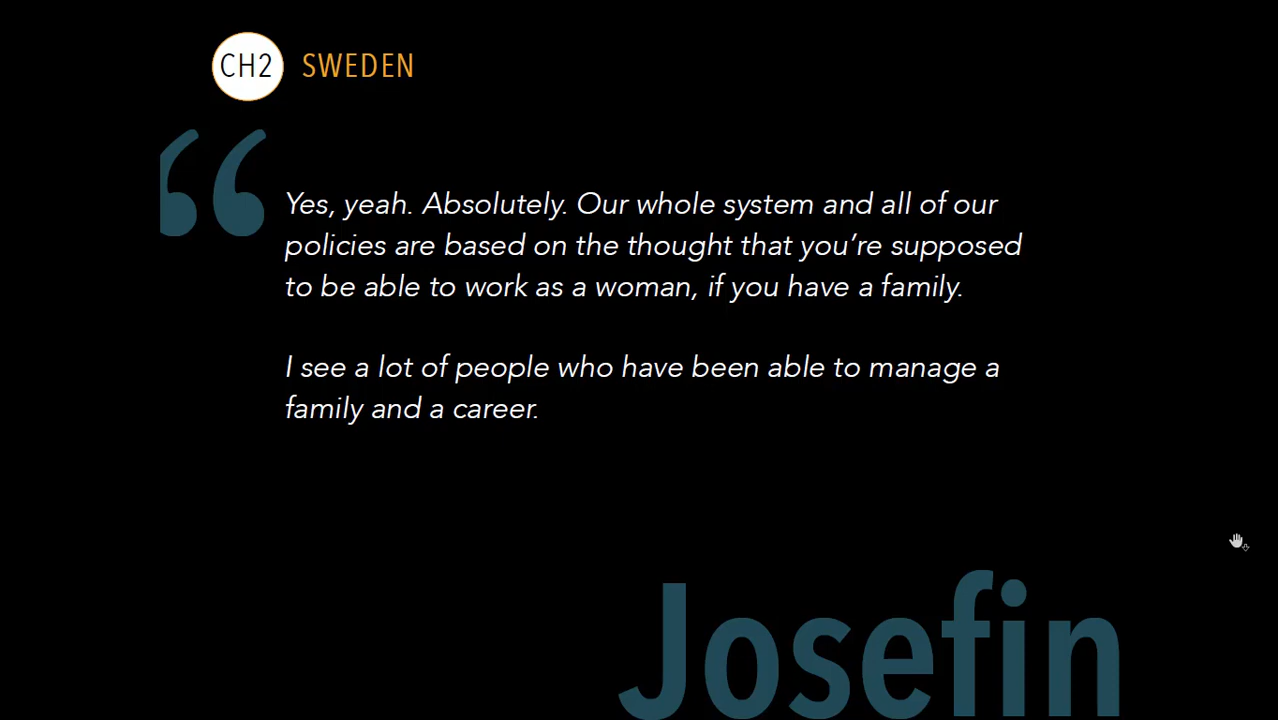 CH2 SWEDEN
“
Yes, yeah. Absolutely. Our whole system and all of our
policies are based on the thought that you’re supposed
to be able to work as a woman, if you have a family.
I see a lot of people who have been able to manage a
family and a career.
Josefin